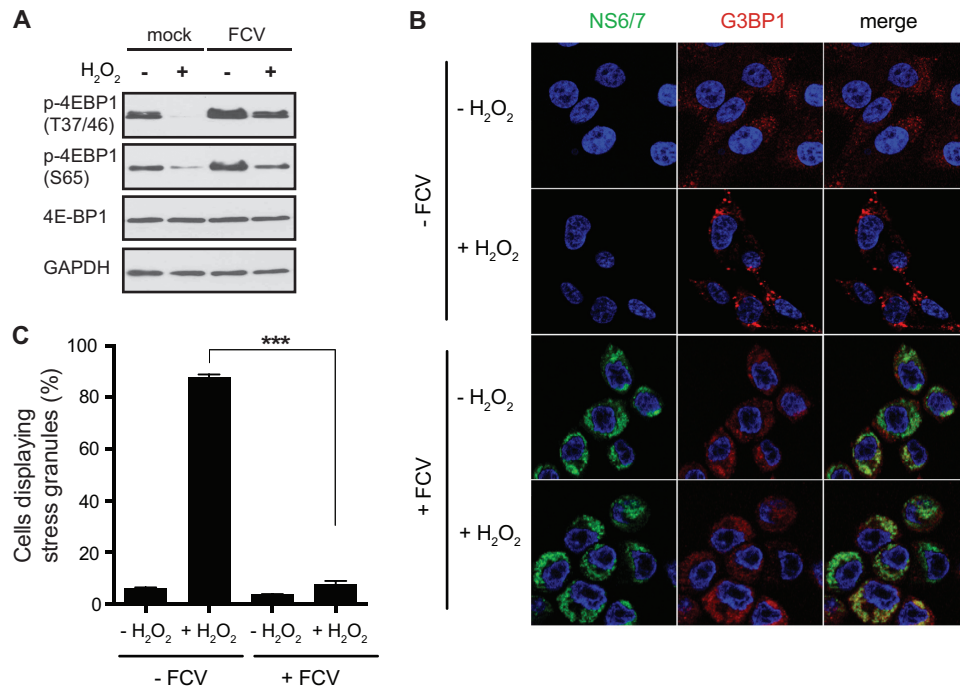 A
mock FCV
H₂O₂ - + - +
p-4EBP1
(T37/46)
p-4EBP1
(S65)
4E-BP1
GAPDH
B
NS6/7 G3BP1 merge
- FCV
- H₂O₂
+ H₂O₂
+ FCV
- H₂O₂
+ H₂O₂
C
Cells displaying
stress granules (%)
100
80
60
40
20
0
***
- H₂O₂ + H₂O₂ - H₂O₂ + H₂O₂
- FCV + FCV